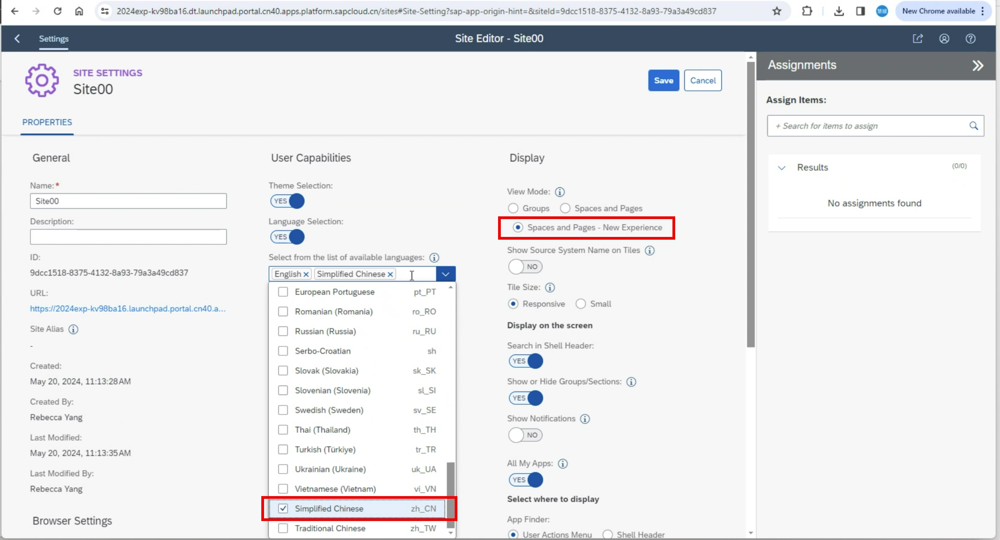 2024exp-kv98ba16.dt.launchpad.portal.cn40.apps.platform.sapcloud.cn/sites#Site-Setting?sap-app-origin-hint=&siteId=9dcc1518-8375-4132-8a93-79a3a49cd837
New Chrome available
Settings
Site Editor - Site00
SITE SETTINGS
Site00
Save
Cancel
PROPERTIES
General
Name: *
Site00
Description:
ID:
9dcc1518-8375-4132-8a93-79a3a49cd837
URL:
https://2024exp-kv98ba16.launchpad.portal.cn40.a...
Site Alias
-
Created:
May 20, 2024, 11:13:28 AM
Created By:
Rebecca Yang
Last Modified:
May 20, 2024, 11:13:35 AM
Last Modified By:
Rebecca Yang
Browser Settings
User Capabilities
Theme Selection:
YES
Language Selection:
YES
Select from the list of available languages:
English Simplified Chinese
European Portuguese pt_PT
Romanian (Romania) ro_RO
Russian (Russia) ru_RU
Serbo-Croatian sh
Slovak (Slovakia) sk_SK
Slovenian (Slovenia) sl_SI
Swedish (Sweden) sv_SE
Thai (Thailand) th_TH
Turkish (Türkiye) tr_TR
Ukrainian (Ukraine) uk_UA
Vietnamese (Vietnam) vi_VN
Simplified Chinese zh_CN
Traditional Chinese zh_TW
Display
View Mode:
Groups Spaces and Pages
Spaces and Pages - New Experience
Show Source System Name on Tiles
NO
Tile Size:
Responsive Small
Display on the screen
Search in Shell Header:
YES
Show or Hide Groups/Sections:
YES
Show Notifications
NO
All My Apps:
YES
Select where to display
App Finder:
User Actions Menu Shell Header
Assignments
Assign Items:
+ Search for items to assign
Results (0/0)
No assignments found